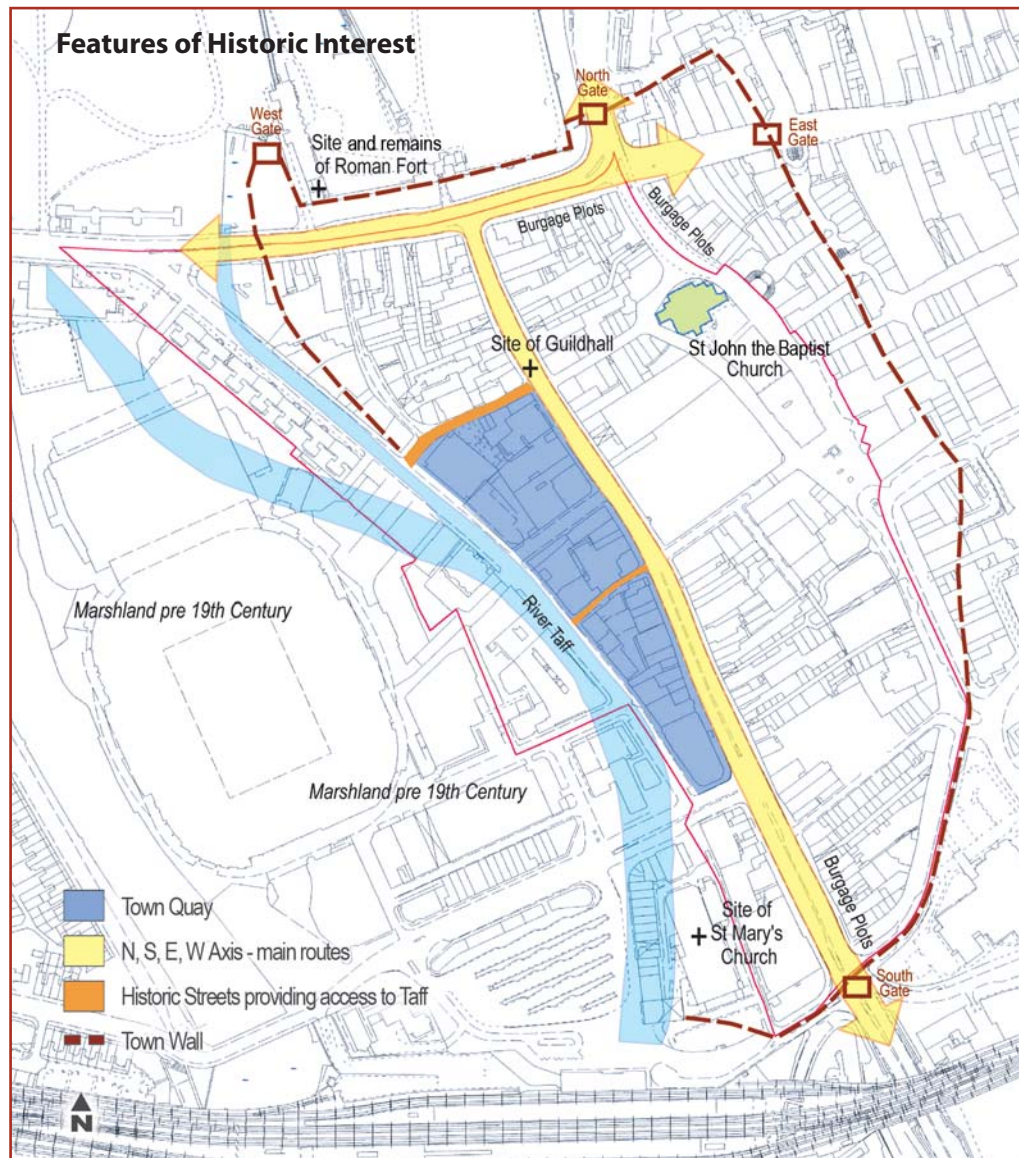 Features of Historic Interest
North
Gate
West
Gate
East
Gate
Site and remains
of Roman Fort
Burgage Plots
Burgage Plots
Site of Guildhall
St John the Baptist
Church
River Taff
Marshland pre 19th Century
Marshland pre 19th Century
Burgage Plots
Site of
St Mary's
Church
South
Gate
Town Quay
N, S, E, W Axis - main routes
Historic Streets providing access to Taff
Town Wall
N